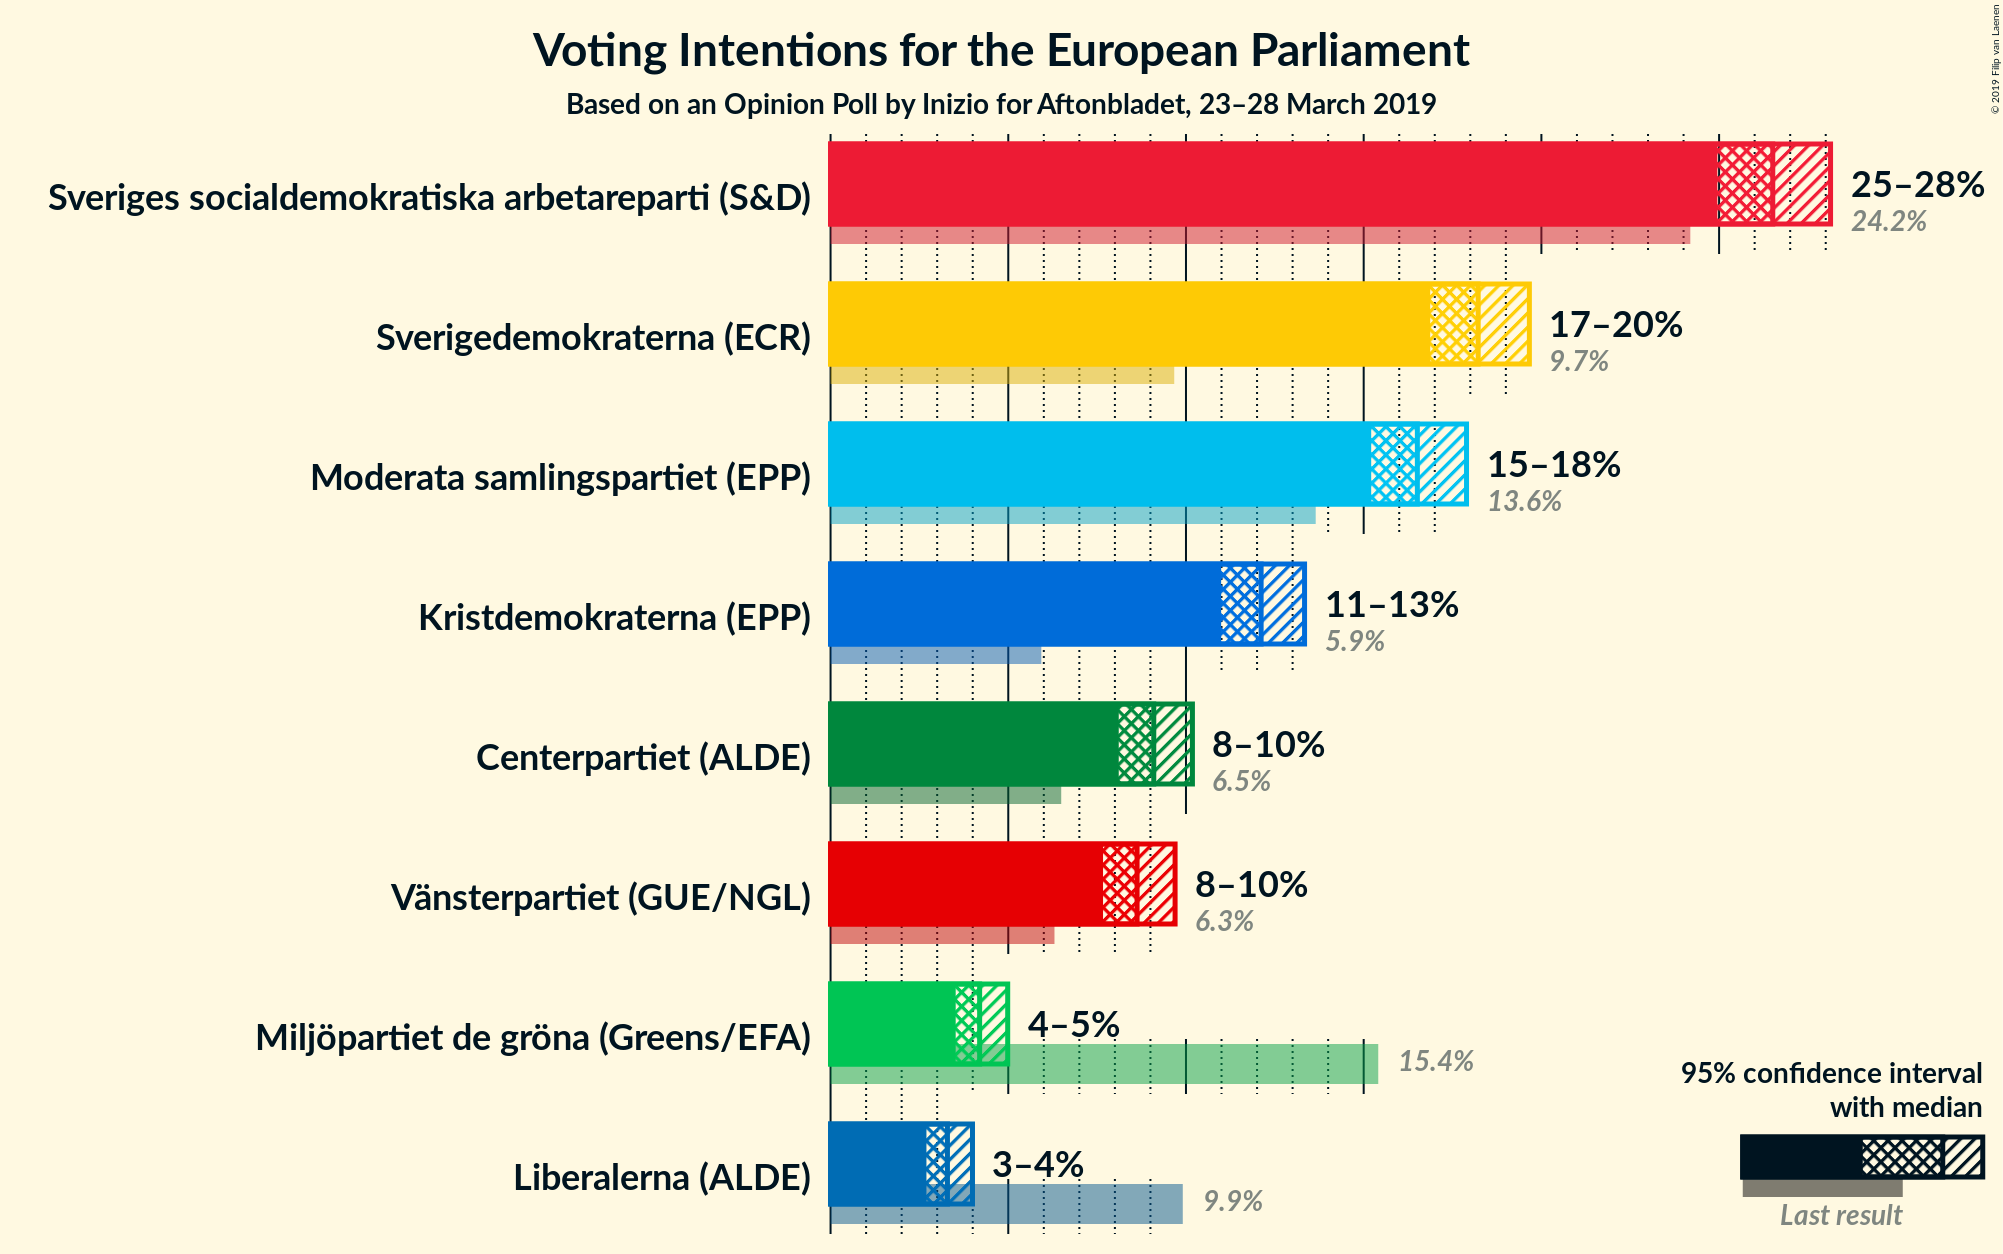 Voting Intentions for the European Parliament
Based on an Opinion Poll by Inizio for Aftonbladet, 23–28 March 2019
© 2019 Filip van Laenen
Sveriges socialdemokratiska arbetareparti (S&D)
25–28%
24.2%
Sverigedemokraterna (ECR)
17–20%
9.7%
Moderata samlingspartiet (EPP)
15–18%
13.6%
Kristdemokraterna (EPP)
11–13%
5.9%
Centerpartiet (ALDE)
8–10%
6.5%
Vänsterpartiet (GUE/NGL)
8–10%
6.3%
Miljöpartiet de gröna (Greens/EFA)
4–5%
15.4%
Liberalerna (ALDE)
3–4%
9.9%
95% confidence interval
with median
Last result